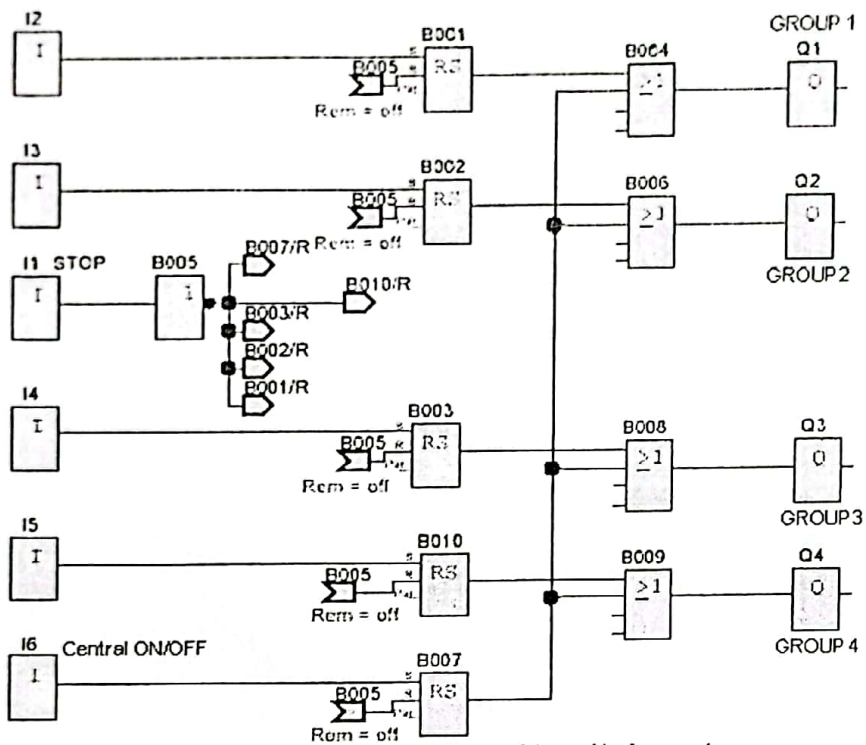 GROUP 1
I2
I
B001
B004
Q1
S
B005
R
RS
≥1
Q
Rem = off
I3
I
B002
B006
Q2
S
B005
R
RS
≥1
Q
Rem = off
GROUP 2
I1 STOP
I
B005
1
B007/R
B010/R
B003/R
B002/R
B001/R
I4
I
B003
B008
Q3
S
B005
R
RS
≥1
Q
Rem = off
GROUP 3
I5
I
B010
B009
Q4
S
B005
R
RS
≥1
Q
Rem = off
GROUP 4
I6
Central ON/OFF
I
B007
S
B005
R
RS
Rem = off